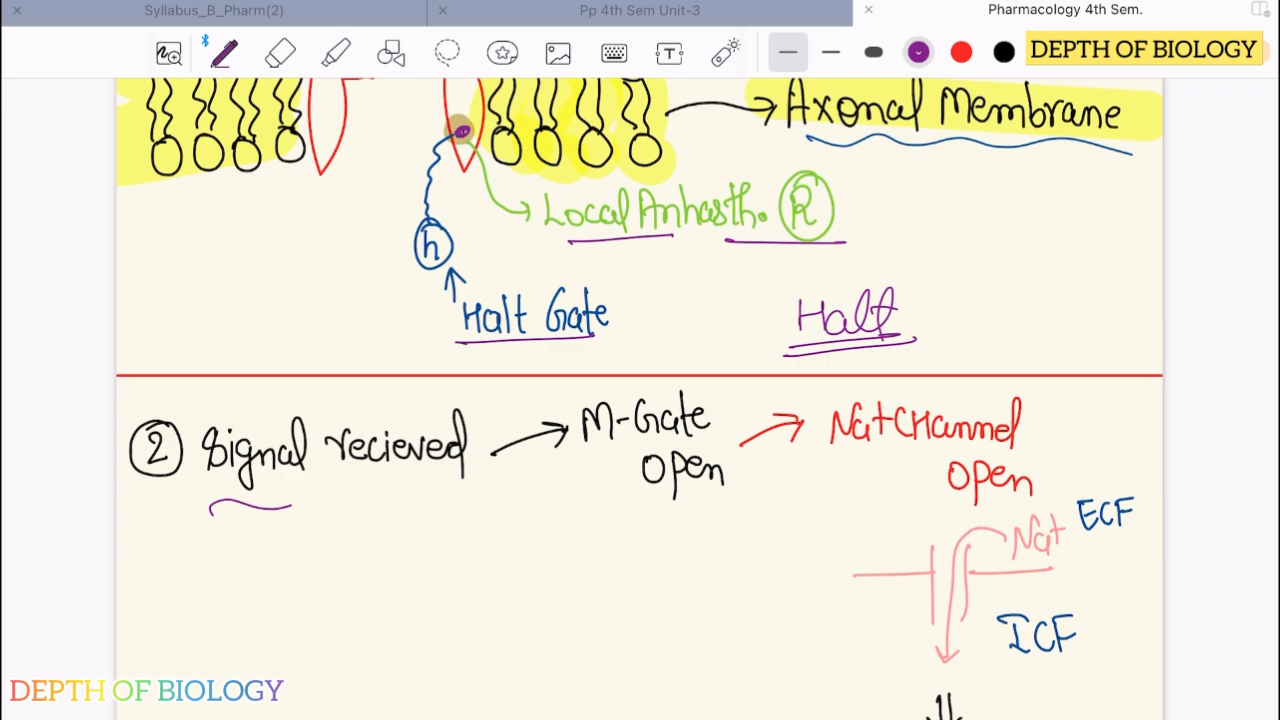 Syllabus_B_Pharm(2)
Pp 4th Sem Unit-3
Pharmacology 4th Sem.
T
DEPTH OF BIOLOGY
Axonal Membrane
Local Anhasth. R
h
Halt Gate
Halt
2 Signal recieved
M-Gate
open
Na+ CHannel
open
Na+ ECF
ICF
DEPTH OF BIOLOGY